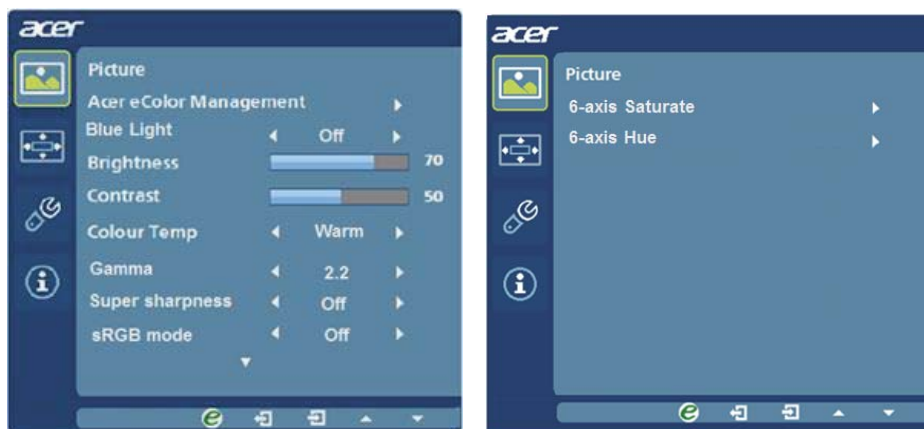 acer
Picture
Acer eColor Management
Blue Light Off
Brightness 70
Contrast 50
Colour Temp Warm
Gamma 2.2
Super sharpness Off
sRGB mode Off
e
acer
Picture
6-axis Saturate
6-axis Hue
e